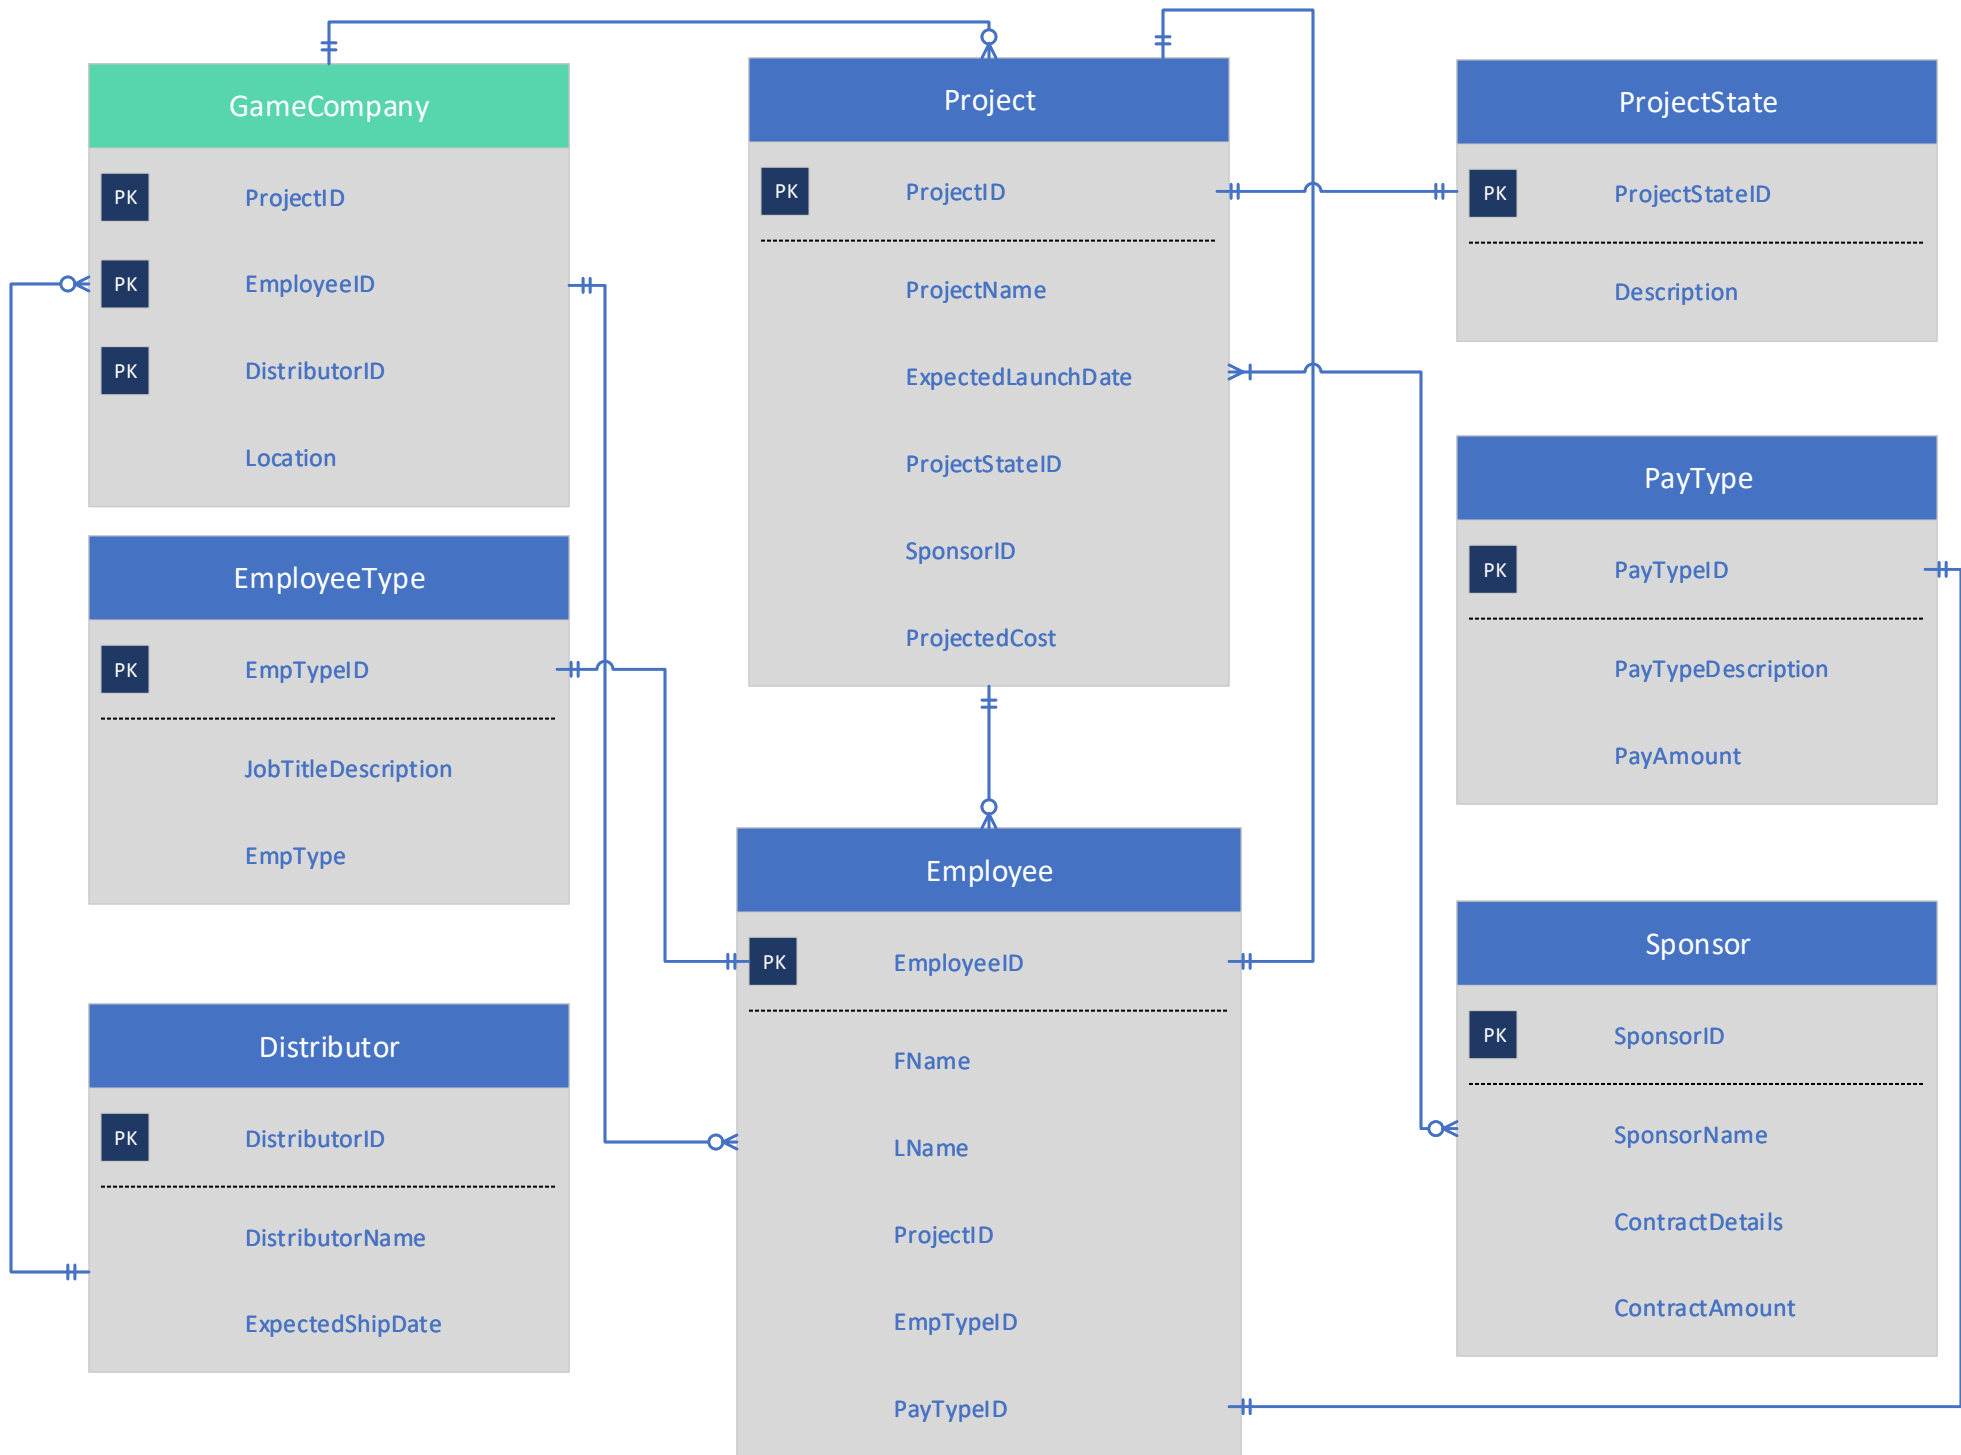 GameCompany
PK ProjectID
PK EmployeeID
PK DistributorID
Location
EmployeeType
PK EmpTypeID
JobTitleDescription
EmpType
Distributor
PK DistributorID
DistributorName
ExpectedShipDate
Project
PK ProjectID
ProjectName
ExpectedLaunchDate
ProjectStateID
SponsorID
ProjectedCost
Employee
PK EmployeeID
FName
LName
ProjectID
EmpTypeID
PayTypeID
ProjectState
PK ProjectStateID
Description
PayType
PK PayTypeID
PayTypeDescription
PayAmount
Sponsor
PK SponsorID
SponsorName
ContractDetails
ContractAmount